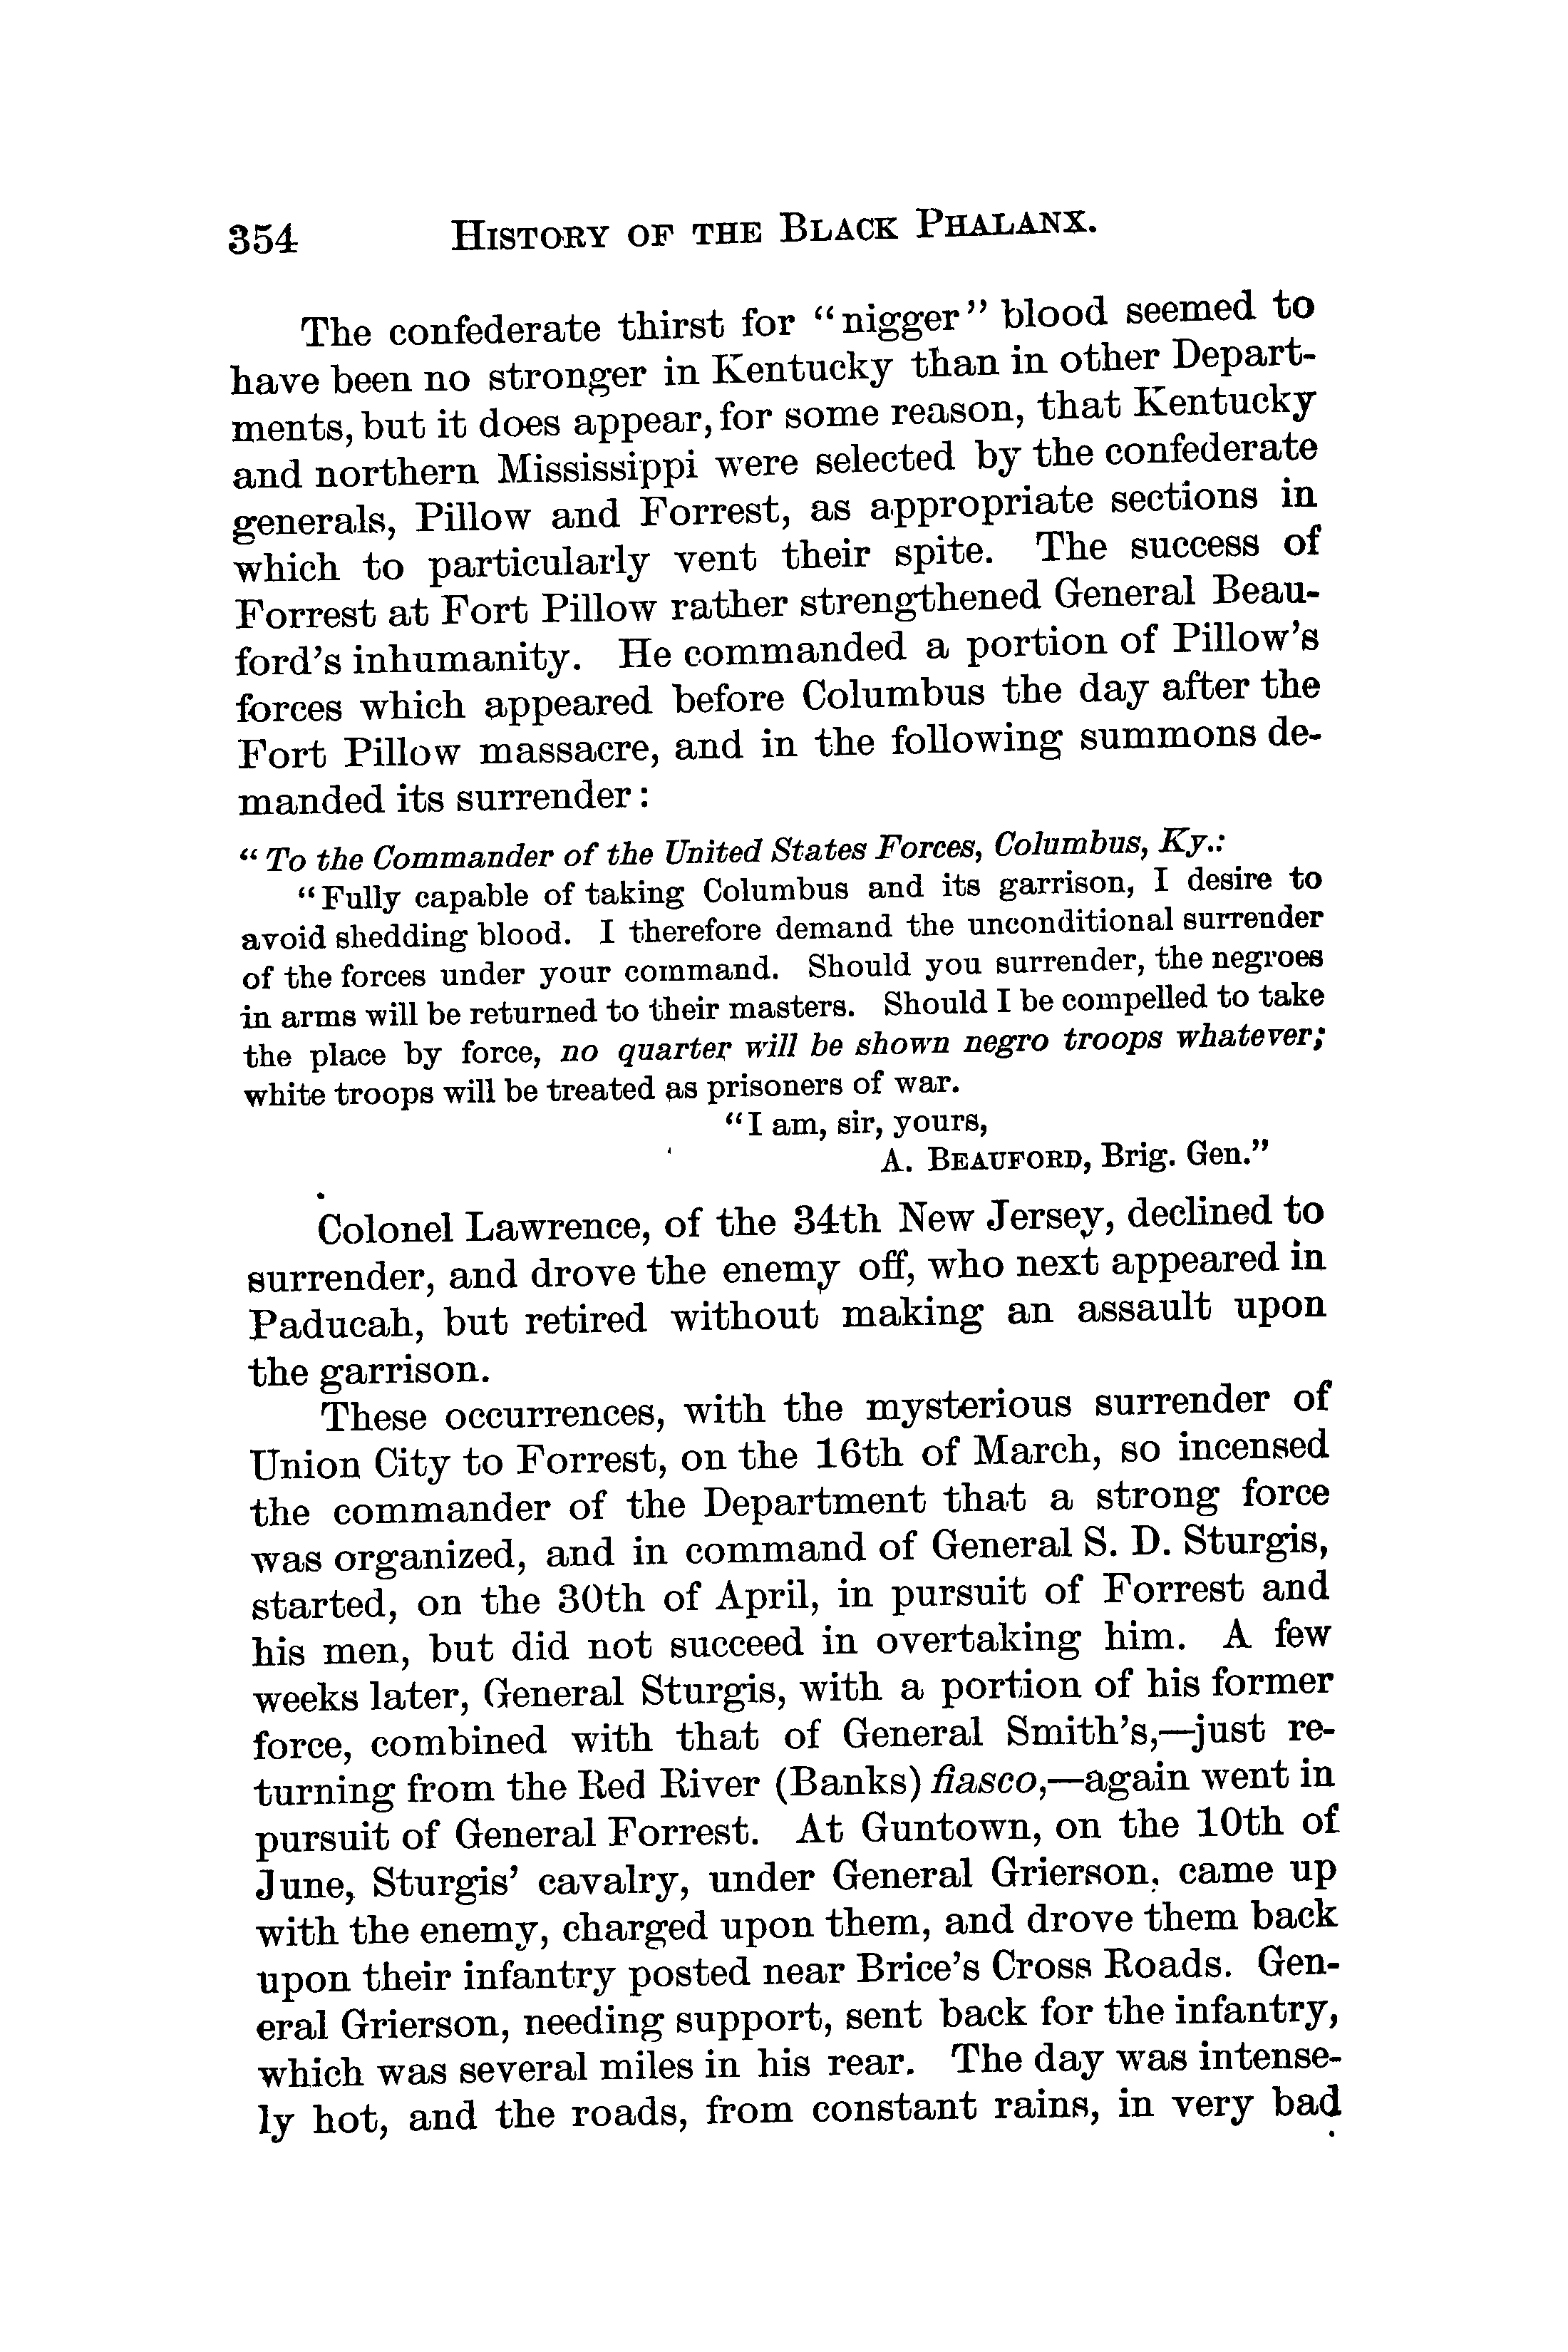 354 HISTORY OF THE BLACK PHALANX.
The confederate thirst for “nigger” blood seemed to
have been no stronger in Kentucky than in other Depart-
ments, but it does appear, for some reason, that Kentucky
and northern Mississippi were selected by the confederate
generals, Pillow and Forrest, as appropriate sections in
which to particularly vent their spite. The success of
Forrest at Fort Pillow rather strengthened General Beau-
ford’s inhumanity. He commanded a portion of Pillow’s
forces which appeared before Columbus the day after the
Fort Pillow massacre, and in the following summons de-
manded its surrender:
“To the Commander of the United States Forces, Columbus, Ky.:
“Fully capable of taking Columbus and its garrison, I desire to
avoid shedding blood. I therefore demand the unconditional surrender
of the forces under your command. Should you surrender, the negroes
in arms will be returned to their masters. Should I be compelled to take
the place by force, no quarter will be shown negro troops whatever;
white troops will be treated as prisoners of war.
“I am, sir, yours,
A. BEAUFORD, Brig. Gen.”
Colonel Lawrence, of the 34th New Jersey, declined to
surrender, and drove the enemy off, who next appeared in
Paducah, but retired without making an assault upon
the garrison.
These occurrences, with the mysterious surrender of
Union City to Forrest, on the 16th of March, so incensed
the commander of the Department that a strong force
was organized, and in command of General S. D. Sturgis,
started, on the 30th of April, in pursuit of Forrest and
his men, but did not succeed in overtaking him. A few
weeks later, General Sturgis, with a portion of his former
force, combined with that of General Smith’s,—just re-
turning from the Red River (Banks) fiasco,—again went in
pursuit of General Forrest. At Guntown, on the 10th of
June, Sturgis’ cavalry, under General Grierson, came up
with the enemy, charged upon them, and drove them back
upon their infantry posted near Brice’s Cross Roads. Gen-
eral Grierson, needing support, sent back for the infantry,
which was several miles in his rear. The day was intense-
ly hot, and the roads, from constant rains, in very bad